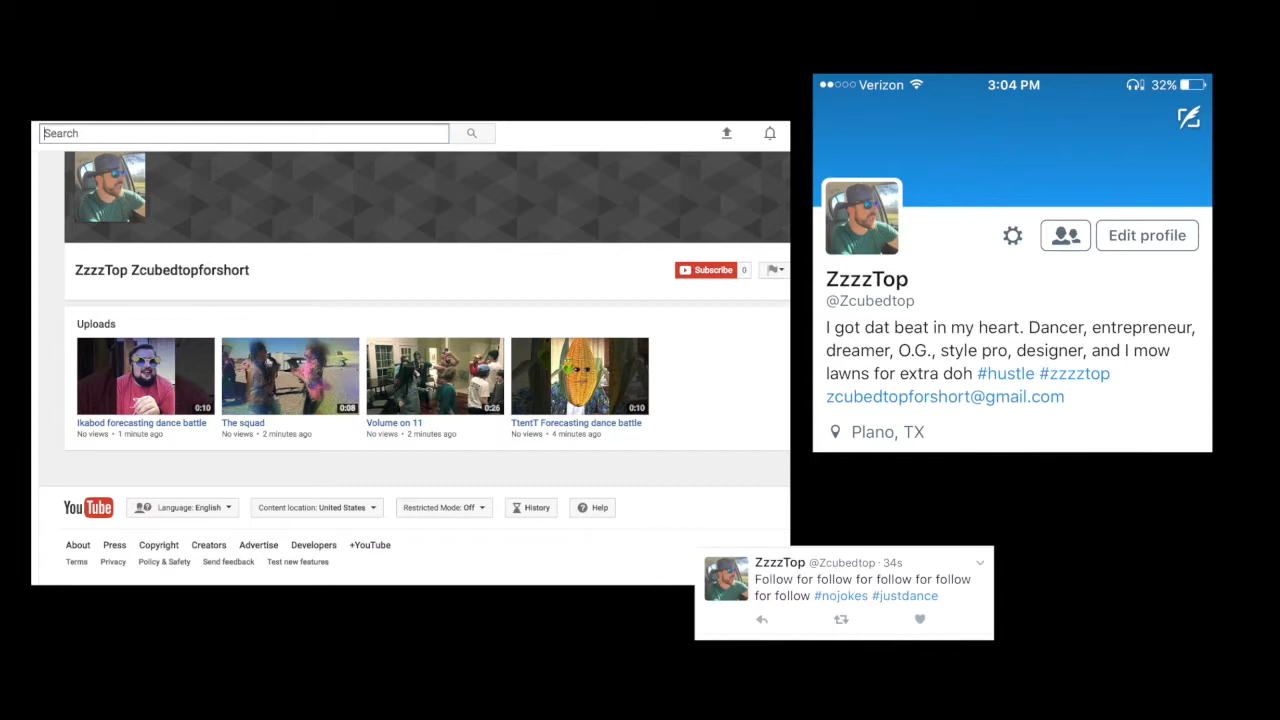 Search
ZzzzTop Zcubedtopforshort
Subscribe 0
Uploads
0:10 0:08 0:26 0:10
Ikabod forecasting dance battle The squad Volume on 11 TtentT Forecasting dance battle
No views • 1 minute ago No views • 2 minutes ago No views • 2 minutes ago No views • 4 minutes ago
YouTube Language: English Content location: United States Restricted Mode: Off History Help
About Press Copyright Creators Advertise Developers +YouTube
Terms Privacy Policy & Safety Send feedback Test new features
Verizon 3:04 PM 32%
Edit profile
ZzzzTop
@Zcubedtop
I got dat beat in my heart. Dancer, entrepreneur,
dreamer, O.G., style pro, designer, and I mow
lawns for extra doh #hustle #zzzztop
zcubedtopforshort@gmail.com
Plano, TX
ZzzzTop @Zcubedtop · 34s
Follow for follow for follow for follow
for follow #nojokes #justdance